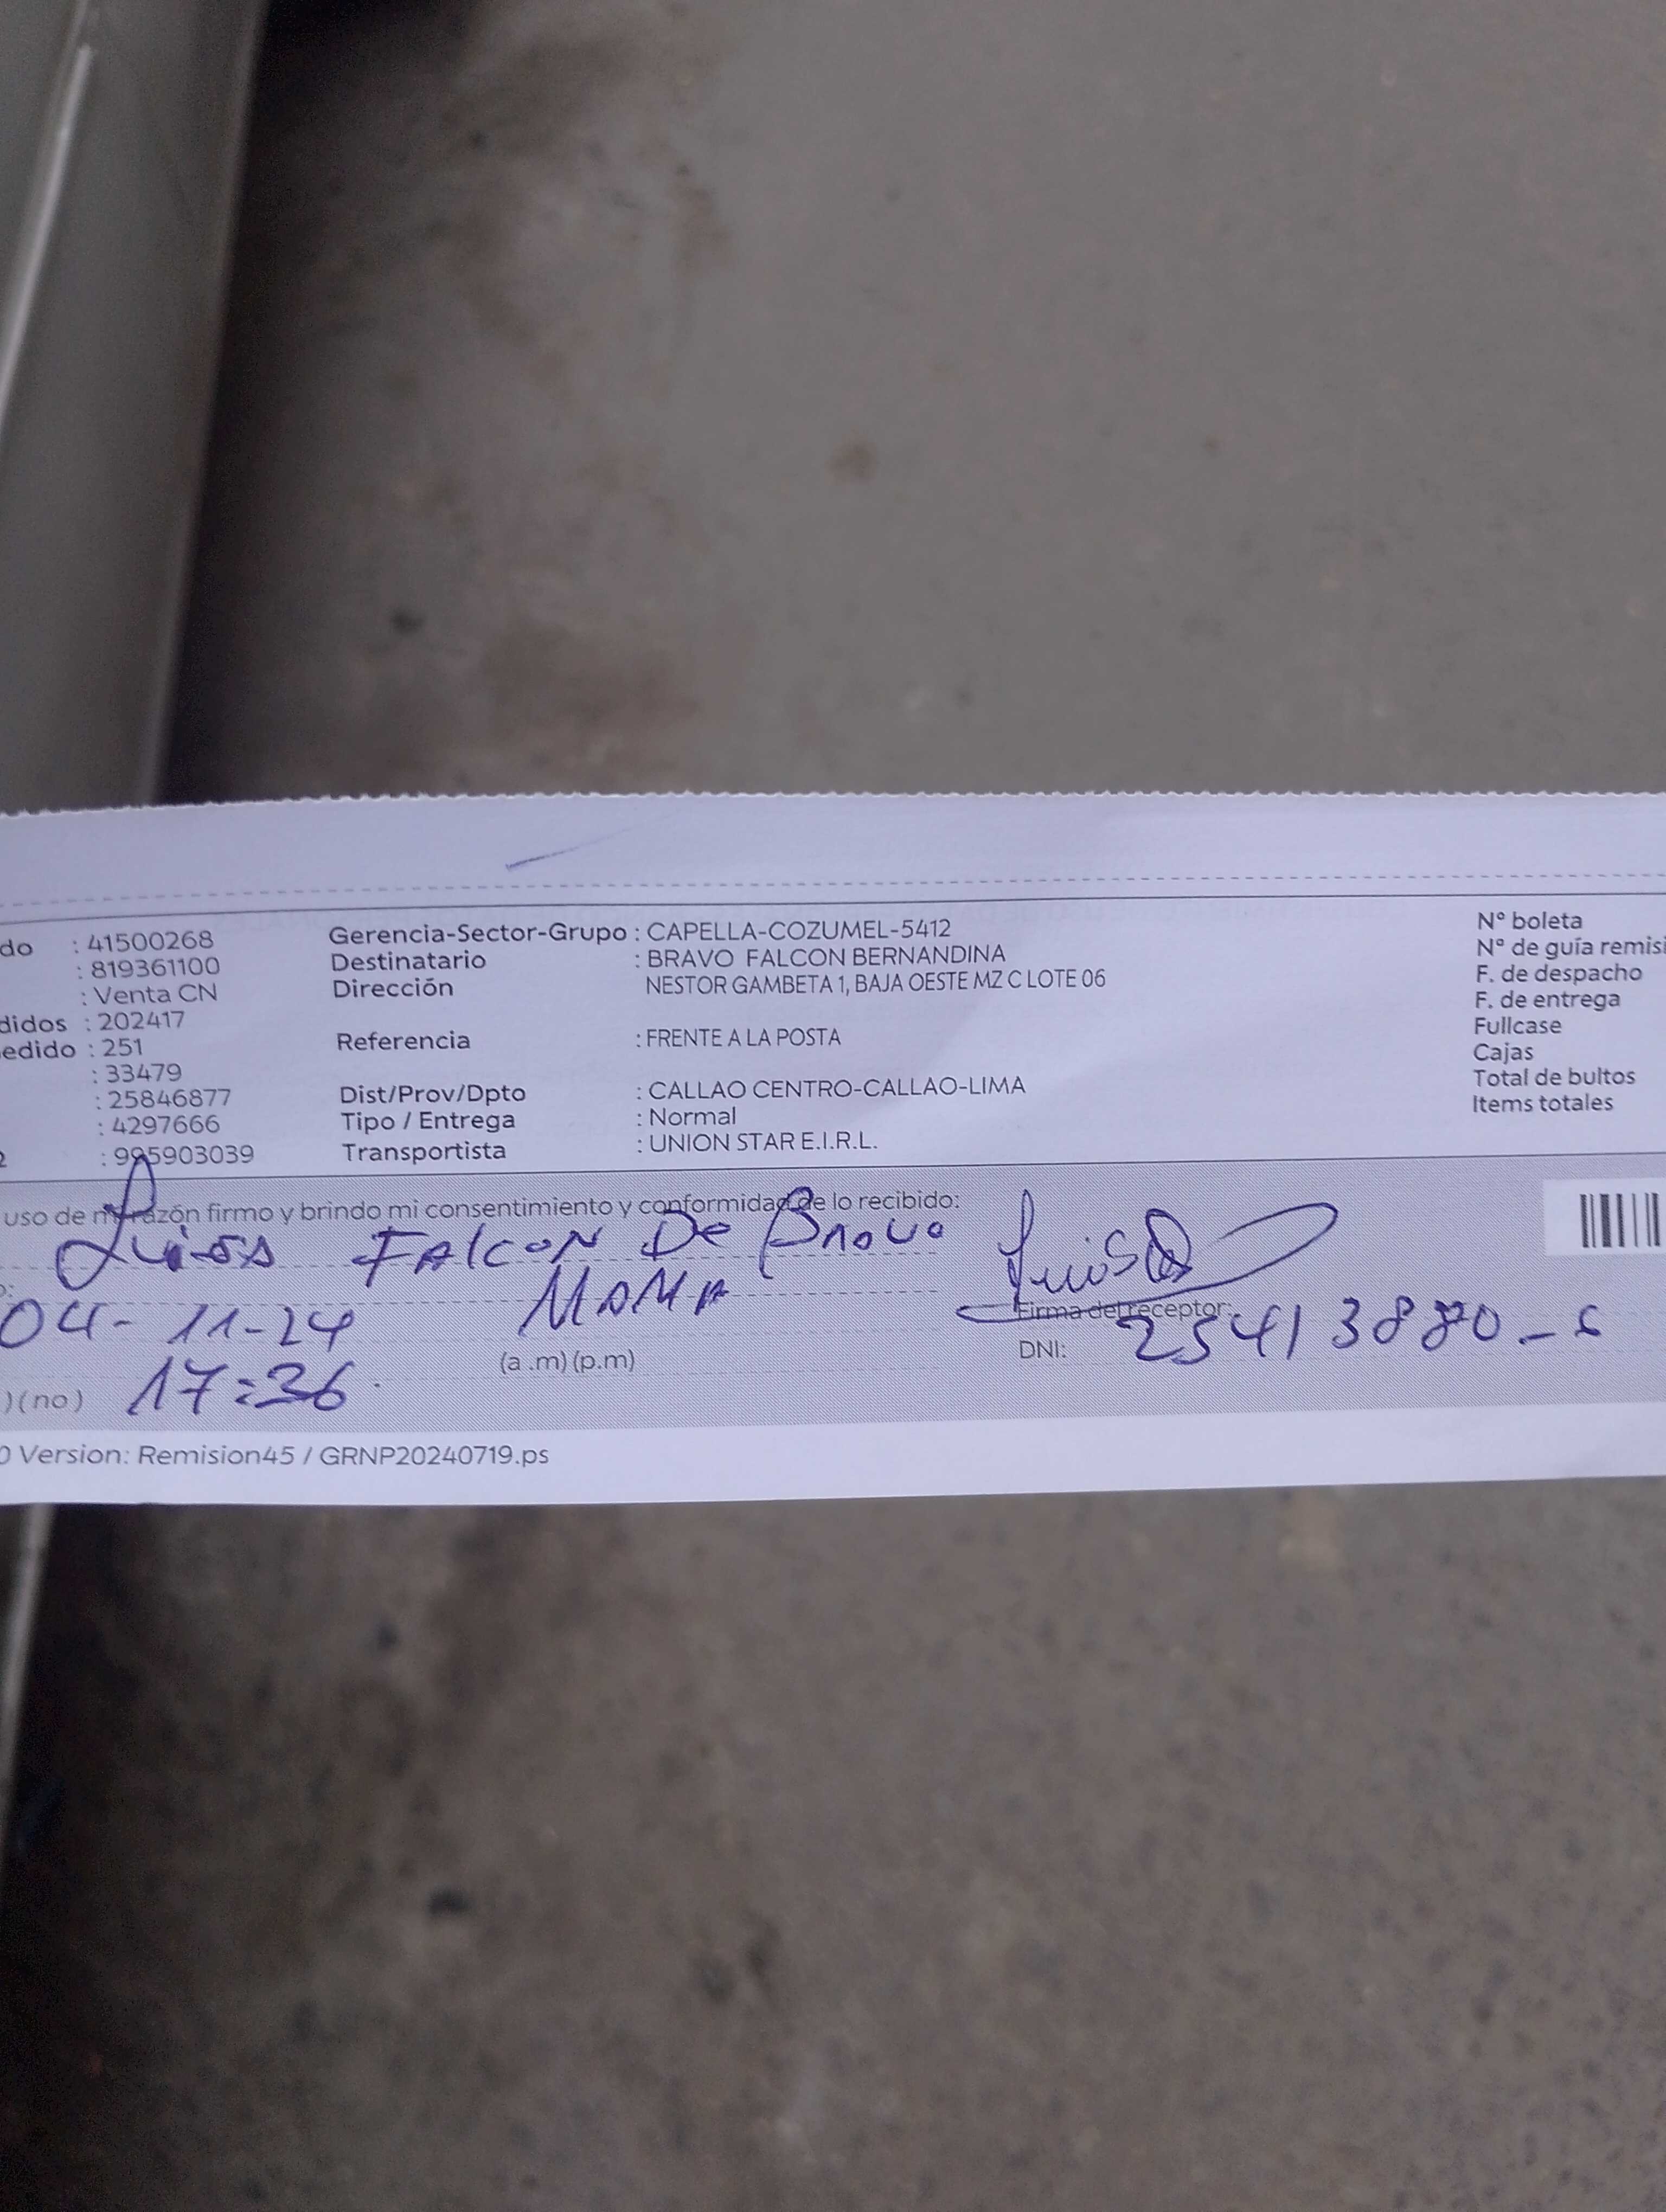 do : 41500268 Gerencia-Sector-Grupo : CAPELLA-COZUMEL-5412 N° boleta
: 819361100 Destinatario : BRAVO FALCON BERNANDINA N° de guía remisi
: Venta CN Dirección NESTOR GAMBETA 1, BAJA OESTE MZ C LOTE 06 F. de despacho
didos : 202417 F. de entrega
edido : 251 Referencia : FRENTE A LA POSTA Fullcase
: 33479 Cajas
: 25846877 Dist/Prov/Dpto : CALLAO CENTRO-CALLAO-LIMA Total de bultos
: 4297666 Tipo / Entrega : Normal Items totales
2 : 995903039 Transportista : UNION STAR E.I.R.L.
uso de mi razón firmo y brindo mi consentimiento y conformidad de lo recibido:
FALCON De BRAVO
MAMA
Firma del receptor:
04-11-24
(a .m) (p.m) DNI: 25413880-6
) (no) 17:36
0 Version: Remision45 / GRNP20240719.ps